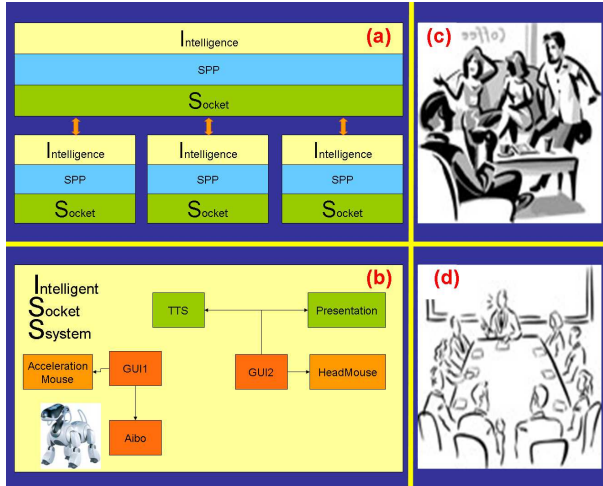 (a)
Intelligence
SPP
Socket
Intelligence
SPP
Socket
Intelligence
SPP
Socket
Intelligence
SPP
Socket
(b)
Intelligent
Socket
Ssystem
TTS
Presentation
Acceleration
Mouse
GUI1
GUI2
HeadMouse
Aibo
(c)
Coffee
(d)